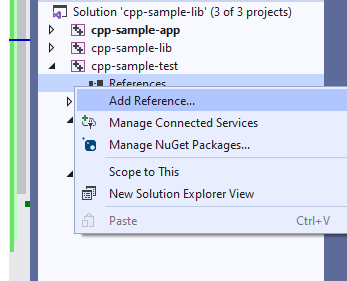 Solution 'cpp-sample-lib' (3 of 3 projects)
cpp-sample-app
cpp-sample-lib
cpp-sample-test
References
Add Reference...
Manage Connected Services
Manage NuGet Packages...
Scope to This
New Solution Explorer View
Paste Ctrl+V